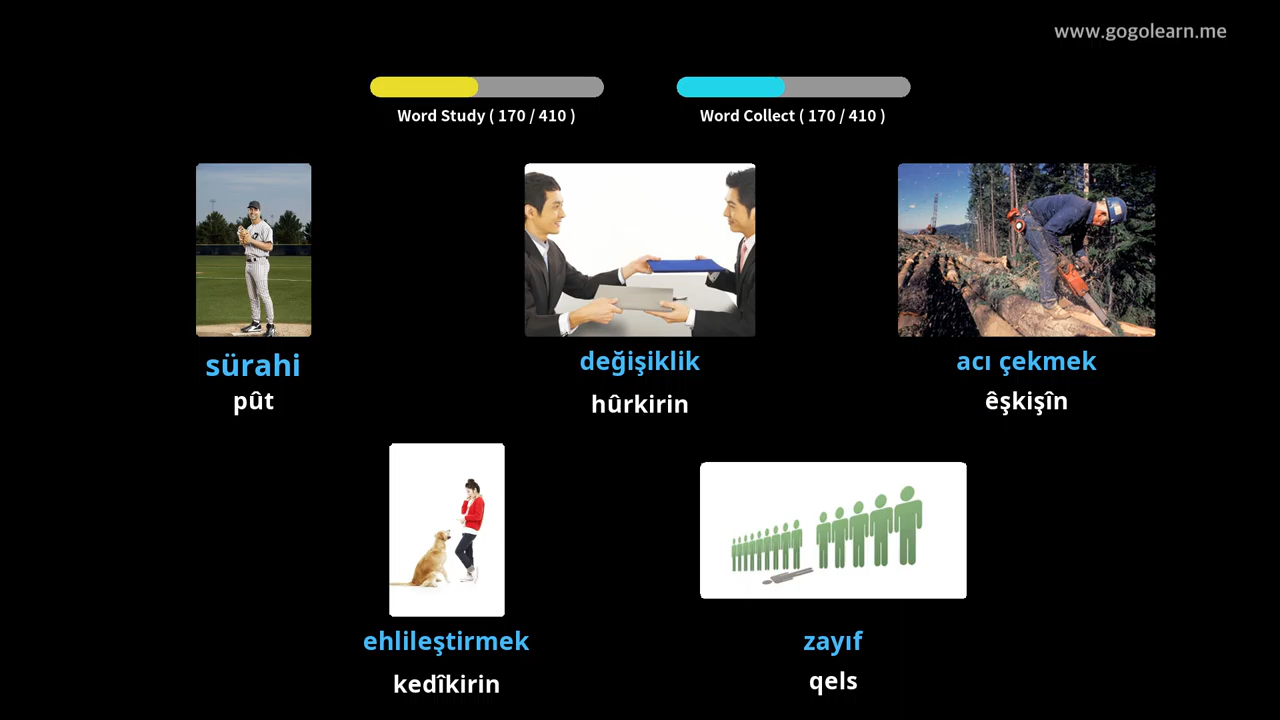 www.gogolearn.me
Word Study ( 170 / 410 )
Word Collect ( 170 / 410 )
sürahi
pût
değişiklik
hûrkirin
acı çekmek
êşkişîn
ehlileştirmek
kedîkirin
zayıf
qels